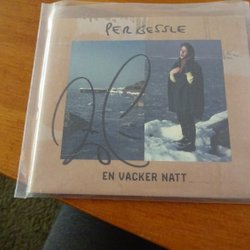 PER GESSLE
EN VACKER NATT